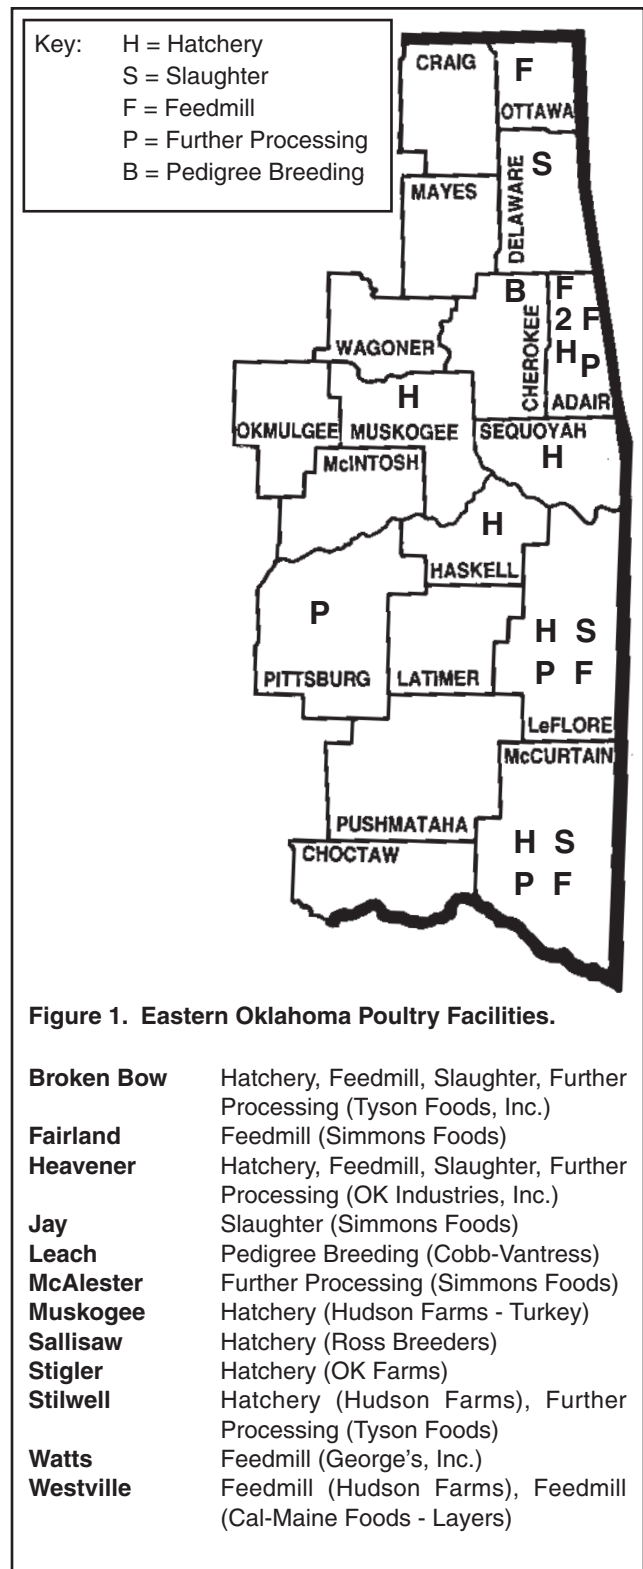 Key: H = Hatchery
S = Slaughter
F = Feedmill
P = Further Processing
B = Pedigree Breeding
CRAIG
F
OTTAWA
DELAWARE
S
MAYES
B
CHEROKEE
F
2 F
H P
ADAIR
WAGONER
H
OKMULGEE
MUSKOGEE
SEQUOYAH
H
McINTOSH
H
HASKELL
P
PITTSBURG
LATIMER
H S
P F
LeFLORE
McCURTAIN
PUSHMATAHA
CHOCTAW
H S
P F
Figure 1. Eastern Oklahoma Poultry Facilities.
Broken Bow Hatchery, Feedmill, Slaughter, Further
Processing (Tyson Foods, Inc.)
Fairland Feedmill (Simmons Foods)
Heavener Hatchery, Feedmill, Slaughter, Further
Processing (OK Industries, Inc.)
Jay Slaughter (Simmons Foods)
Leach Pedigree Breeding (Cobb-Vantress)
McAlester Further Processing (Simmons Foods)
Muskogee Hatchery (Hudson Farms - Turkey)
Sallisaw Hatchery (Ross Breeders)
Stigler Hatchery (OK Farms)
Stilwell Hatchery (Hudson Farms), Further
Processing (Tyson Foods)
Watts Feedmill (George's, Inc.)
Westville Feedmill (Hudson Farms), Feedmill
(Cal-Maine Foods - Layers)